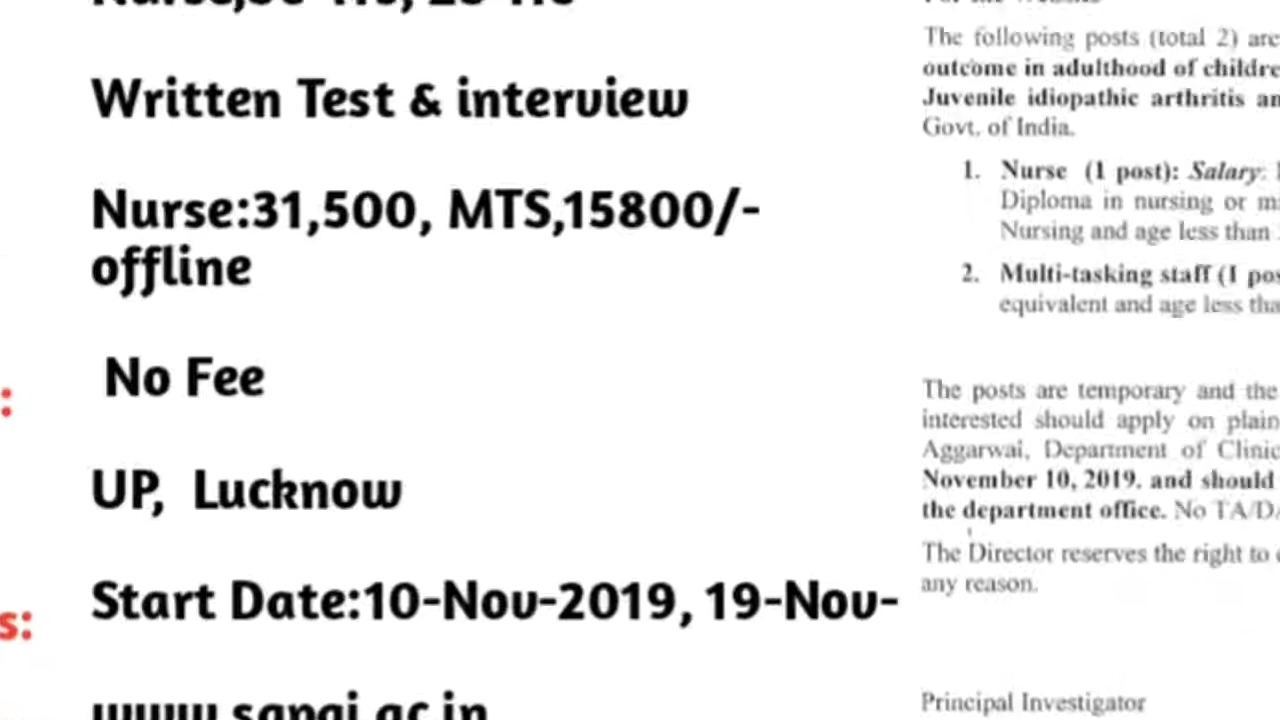 Written Test & interview
Nurse:31,500, MTS,15800/-
offline
:
No Fee
UP, Lucknow
s:
Start Date:10-Nov-2019, 19-Nov-
www.sgpgi.ac.in
The following posts (total 2) are
outcome in adulthood of childre
Juvenile idiopathic arthritis an
Govt. of India.
1. Nurse (1 post): Salary:
Diploma in nursing or m
Nursing and age less than
2. Multi-tasking staff (1 pos
equivalent and age less tha
The posts are temporary and the
interested should apply on plain
Aggarwal, Department of Clinic
November 10, 2019. and should
the department office. No TA/DA
The Director reserves the right to
any reason.
Principal Investigator